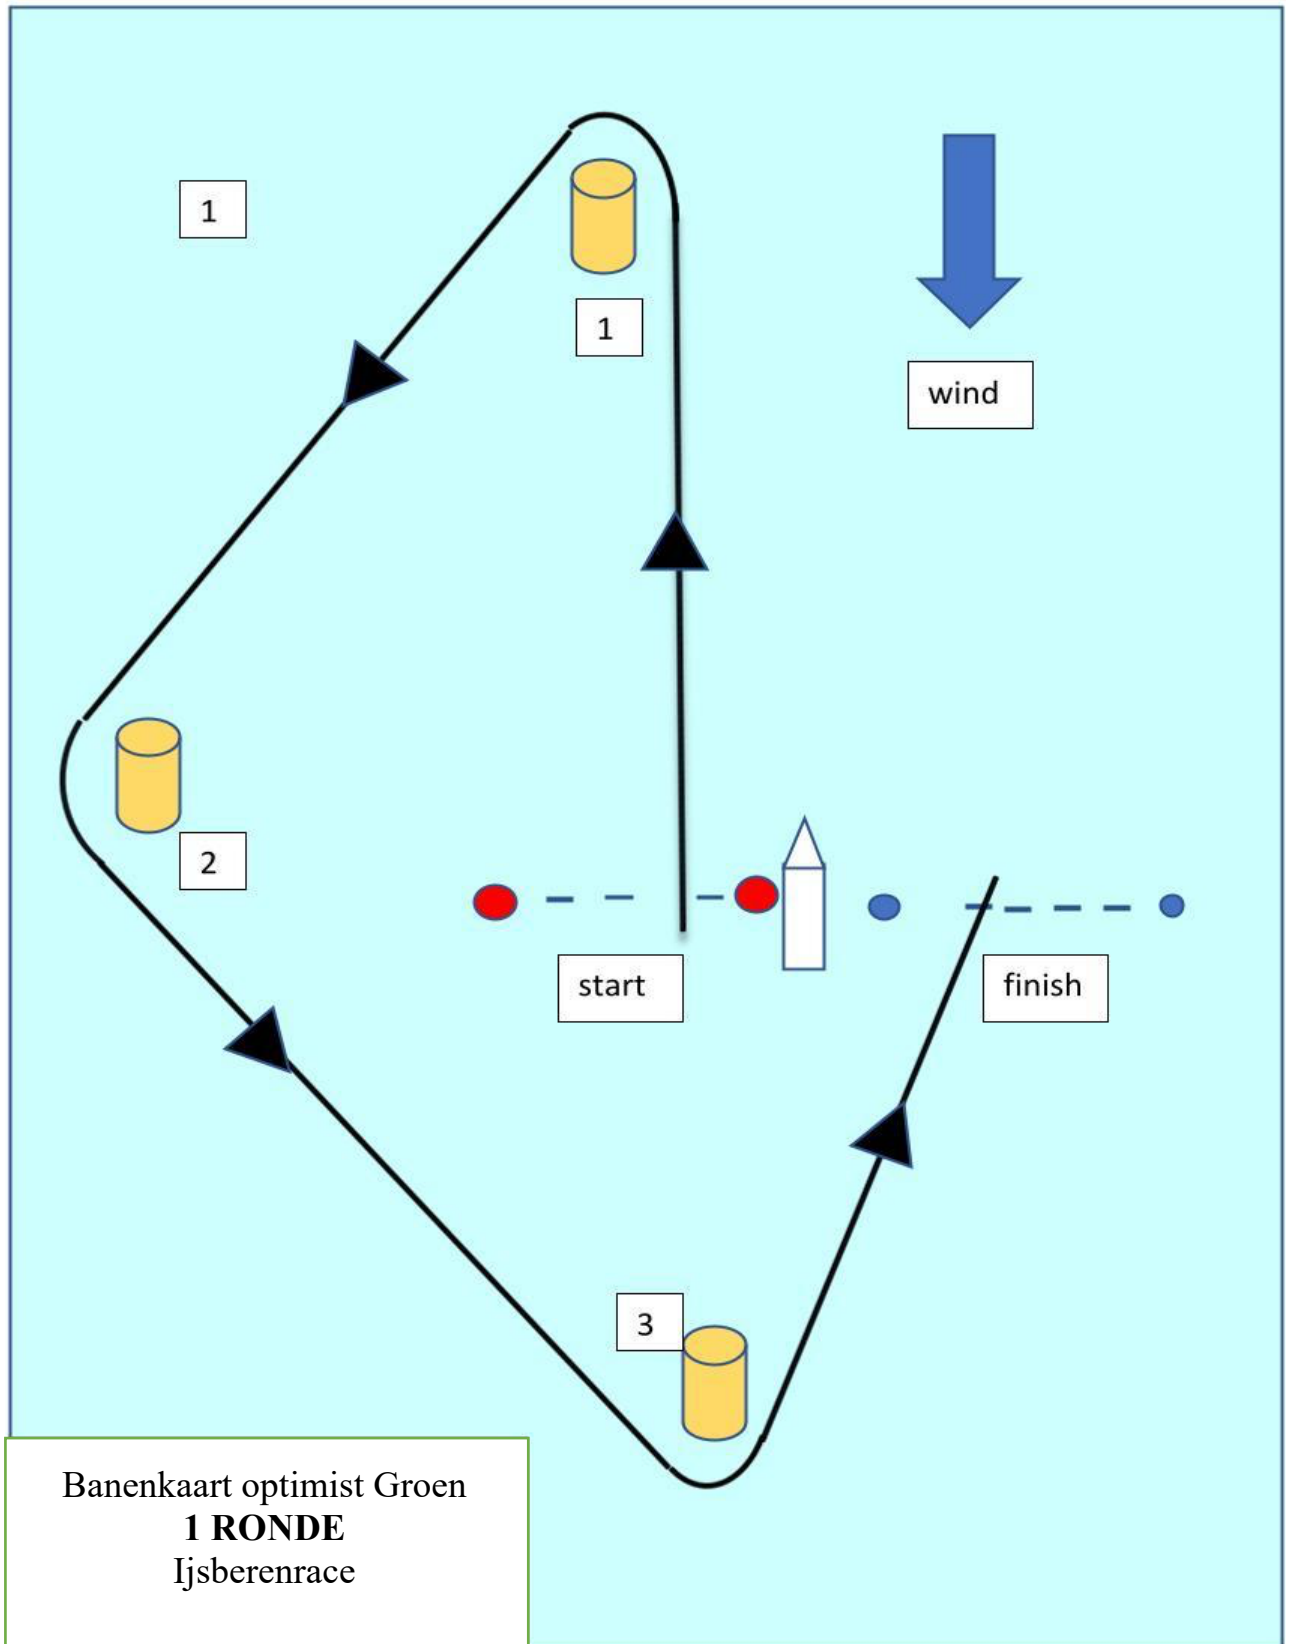 1
1
wind
2
start
finish
3
Banenkaart optimist Groen
1 RONDE
Ijsberenrace